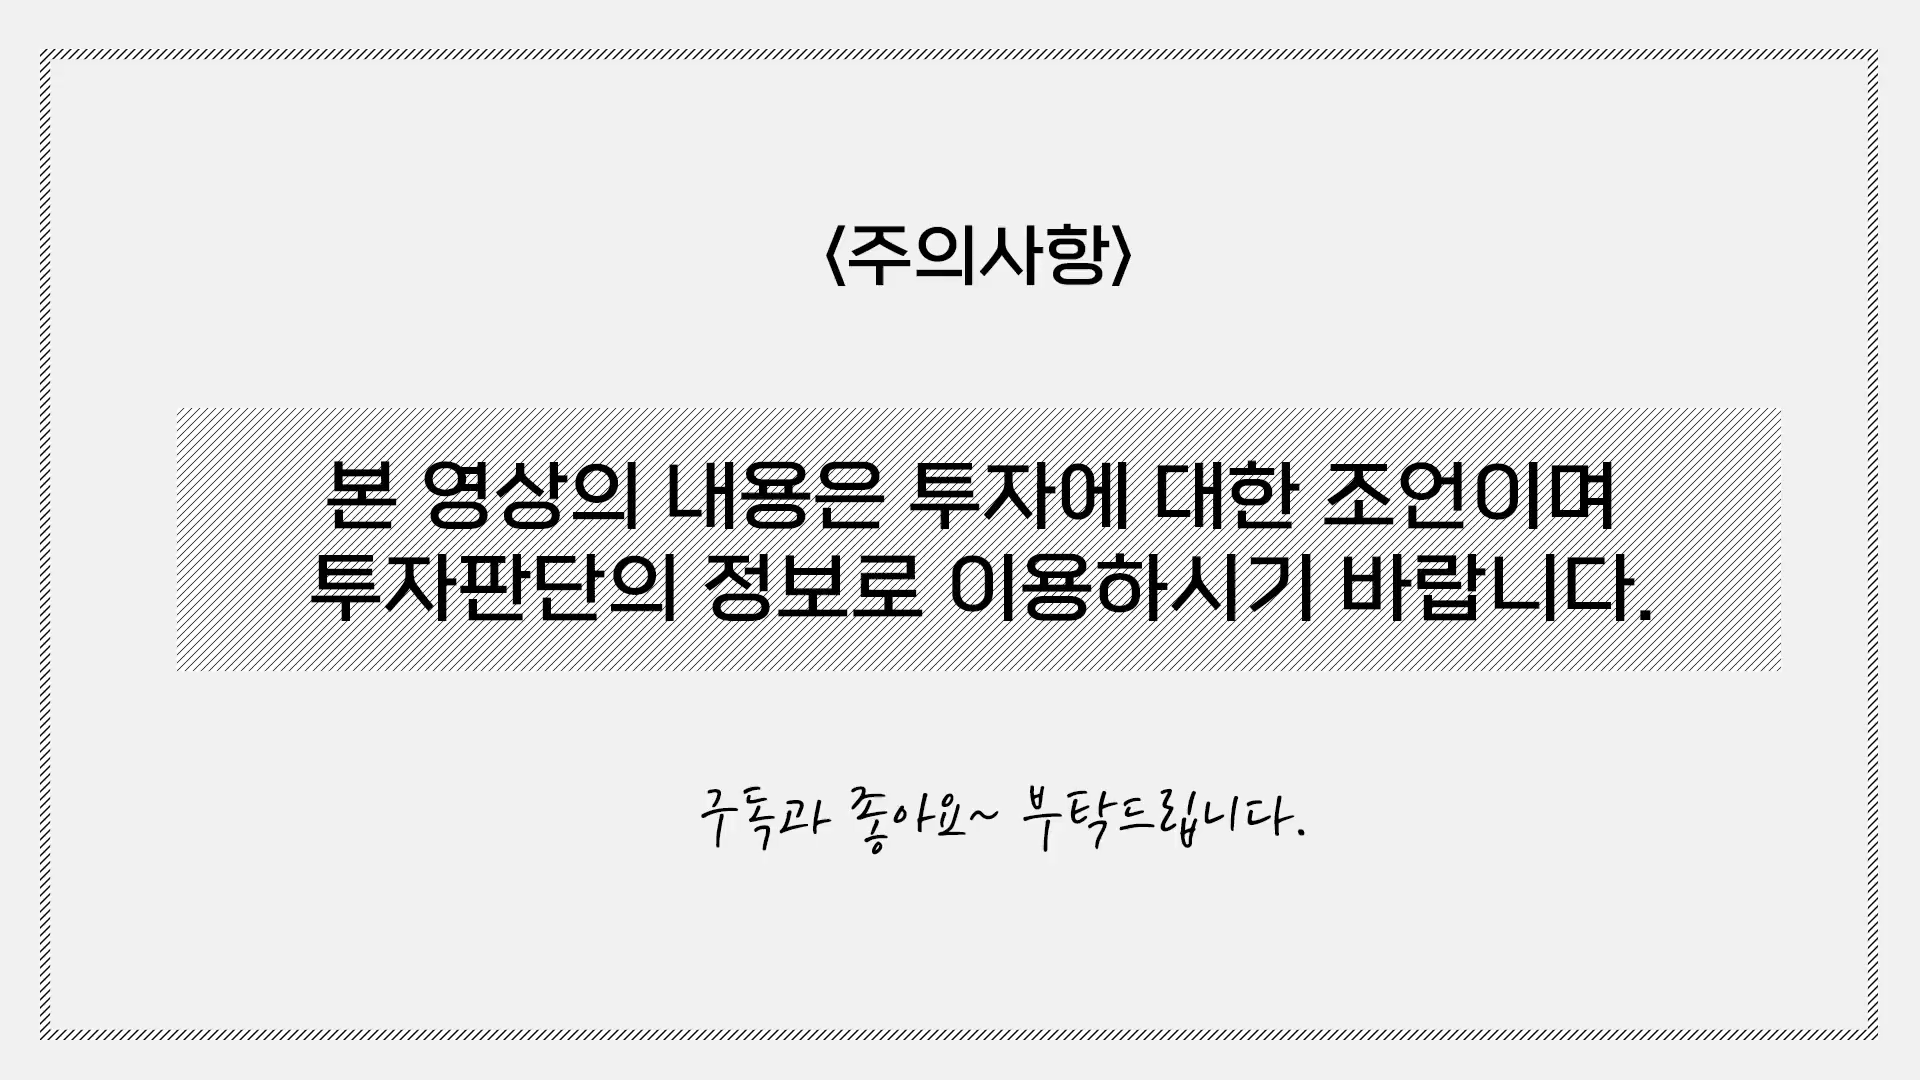 〈주의사항〉
본 영상의 내용은 투자에 대한 조언이며
투자판단의 정보로 이용하시기 바랍니다.
구독과 좋아요~ 부탁드립니다.